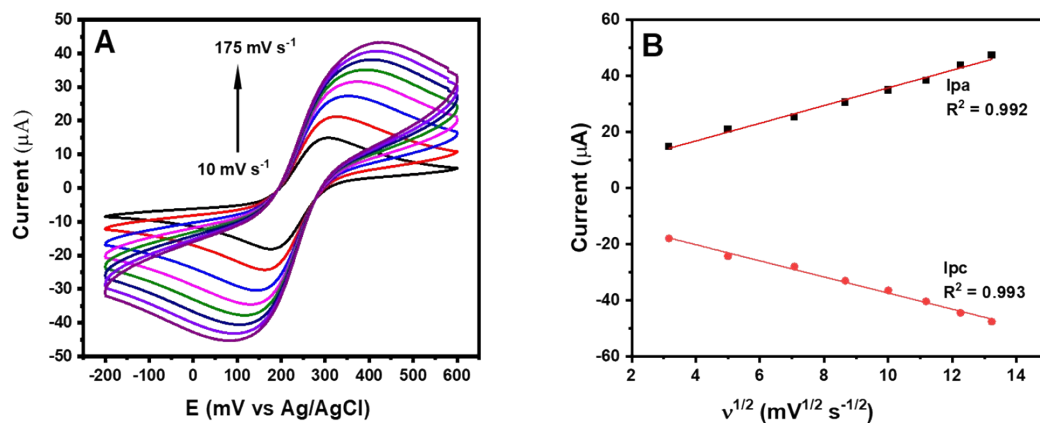 A
175 mV s-1
10 mV s-1
50
40
30
20
10
0
-10
-20
-30
-40
-50
Current (μA)
-200 -100 0 100 200 300 400 500 600
E (mV vs Ag/AgCl)
B
60
40
20
0
-20
-40
-60
Current (μA)
Ipa
R2 = 0.992
Ipc
R2 = 0.993
2 4 6 8 10 12 14
ν1/2 (mV1/2 s-1/2)